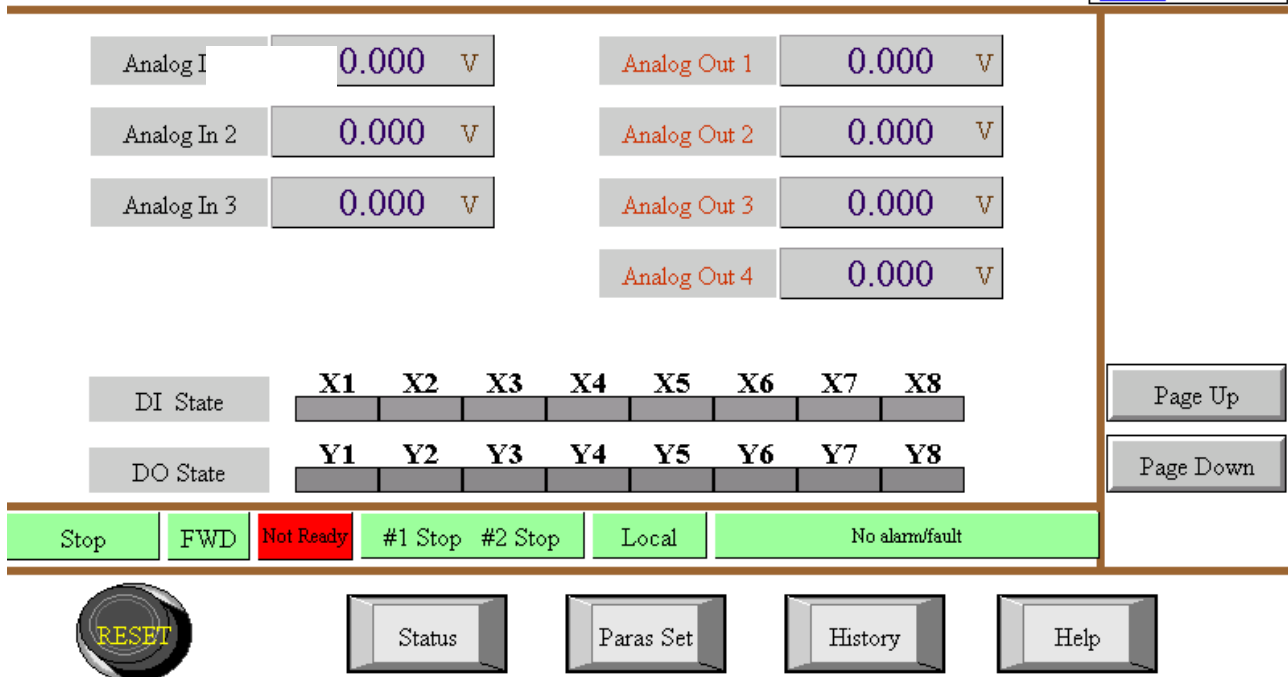 Analog 0.000 V Analog Out 1 0.000 V
Analog In 2 0.000 V Analog Out 2 0.000 V
Analog In 3 0.000 V Analog Out 3 0.000 V
Analog Out 4 0.000 V
X1 X2 X3 X4 X5 X6 X7 X8
DI State
Page Up
Y1 Y2 Y3 Y4 Y5 Y6 Y7 Y8
DO State
Page Down
Stop FWD Not Ready #1 Stop #2 Stop Local No alarm/fault
RESET Status Paras Set History Help